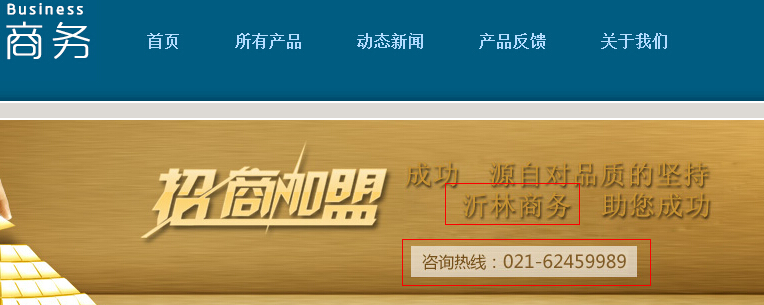 Business
商务
首页 所有产品 动态新闻 产品反馈 关于我们
招商加盟
成功 源自对品质的坚持
沂林商务 助您成功
咨询热线：021-62459989